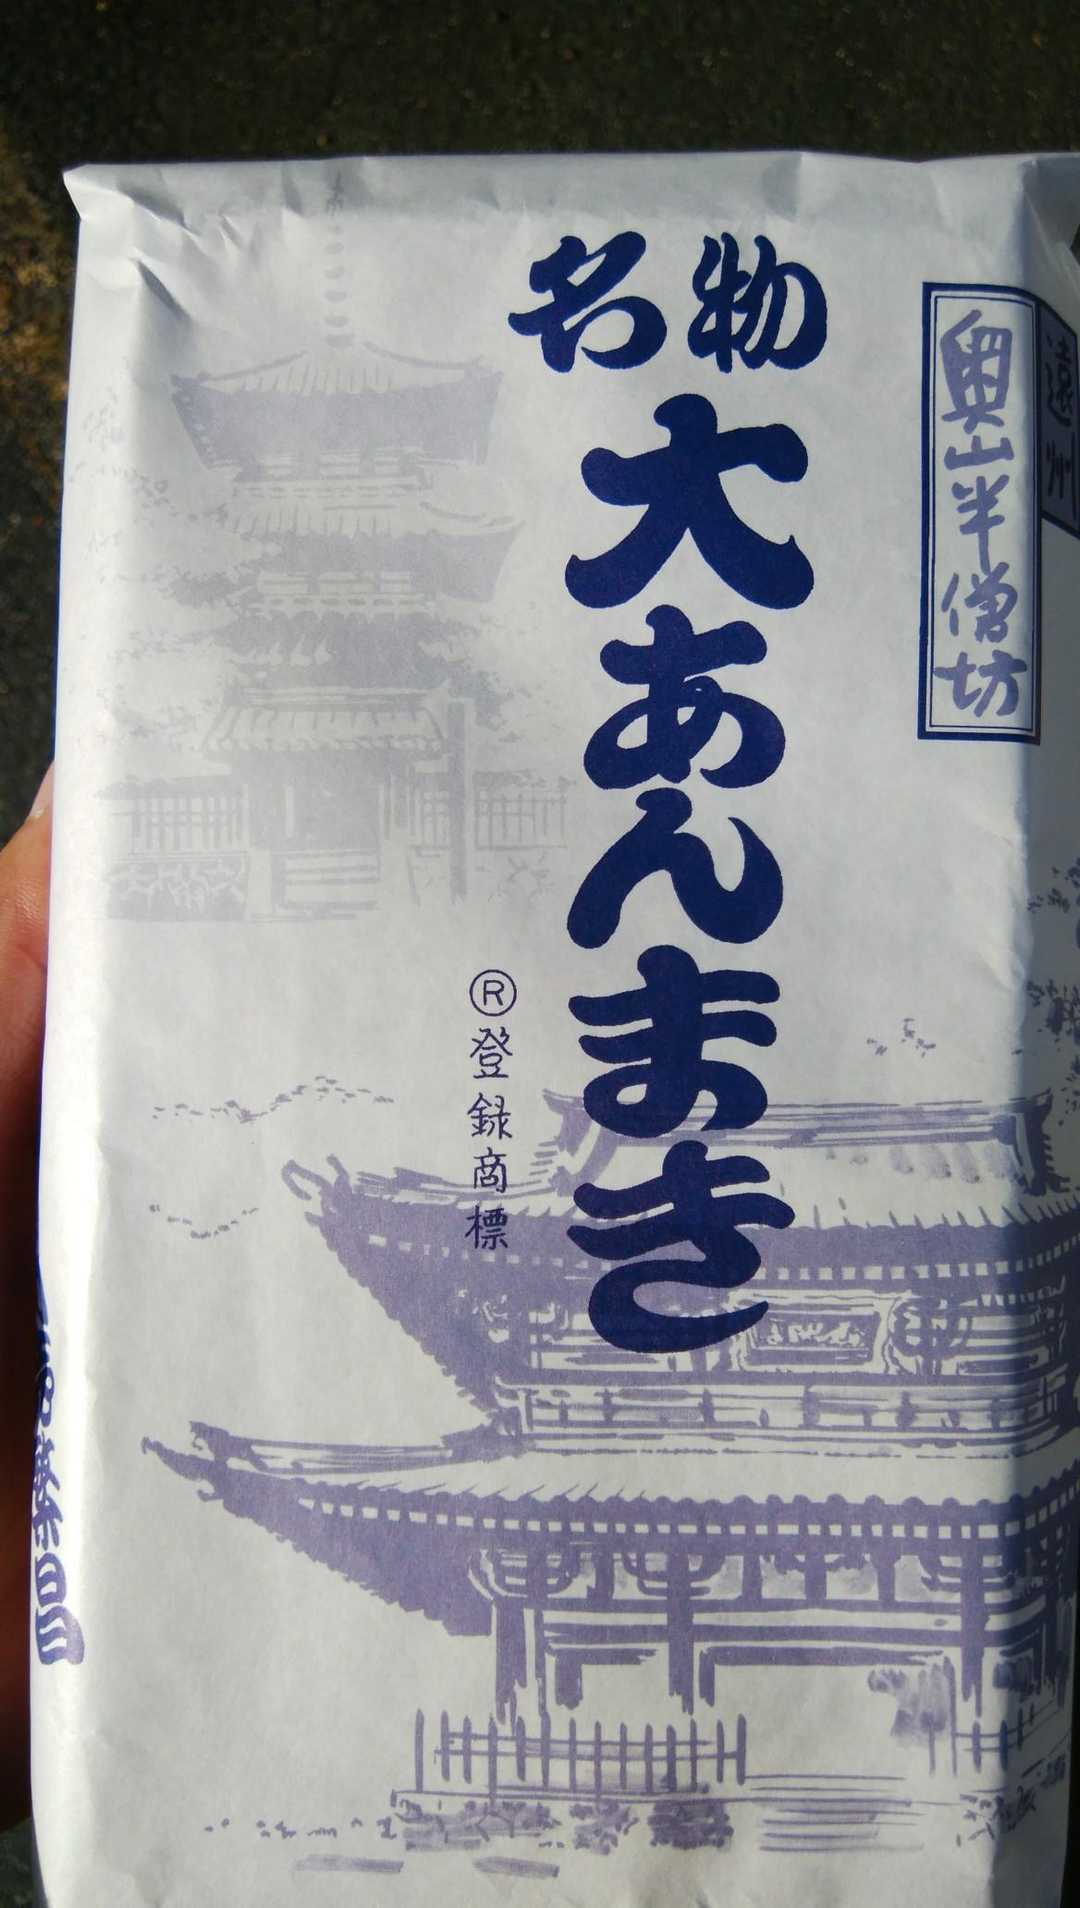 遠州
奥山半僧坊
名物
大あんまき
Ⓡ登録商標